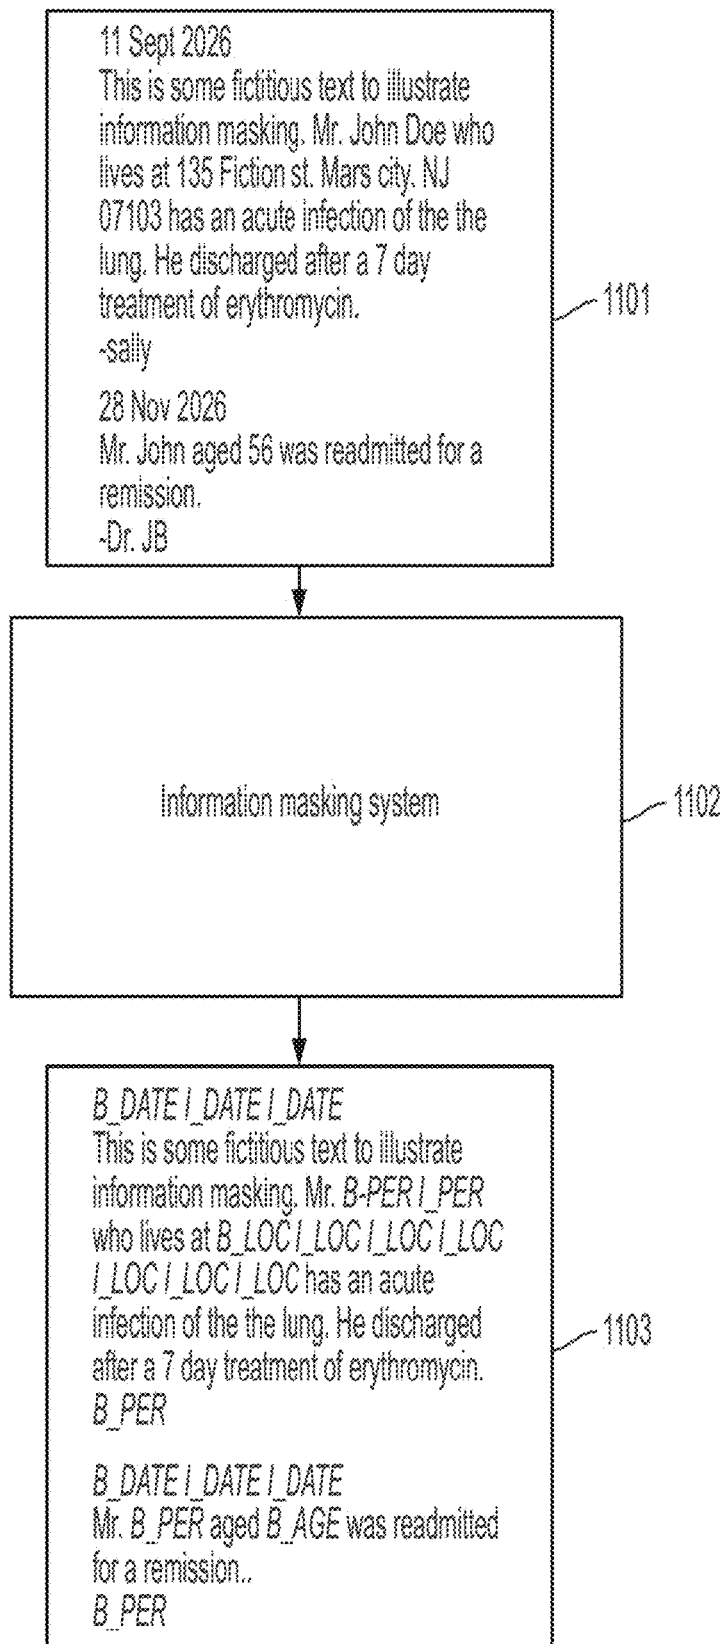 11 Sept 2026
This is some fictitious text to illustrate
information masking. Mr. John Doe who
lives at 135 Fiction st. Mars city. NJ
07103 has an acute infection of the the
lung. He discharged after a 7 day
treatment of erythromycin.
-sally
28 Nov 2026
Mr. John aged 56 was readmitted for a
remission.
-Dr. JB
1101
Information masking system
1102
B_DATE I_DATE I_DATE
This is some fictitious text to illustrate
information masking. Mr. B-PER I_PER
who lives at B_LOC I_LOC I_LOC I_LOC
I_LOC I_LOC I_LOC has an acute
infection of the the lung. He discharged
after a 7 day treatment of erythromycin.
B_PER
B_DATE I_DATE I_DATE
Mr. B_PER aged B_AGE was readmitted
for a remission..
B_PER
1103